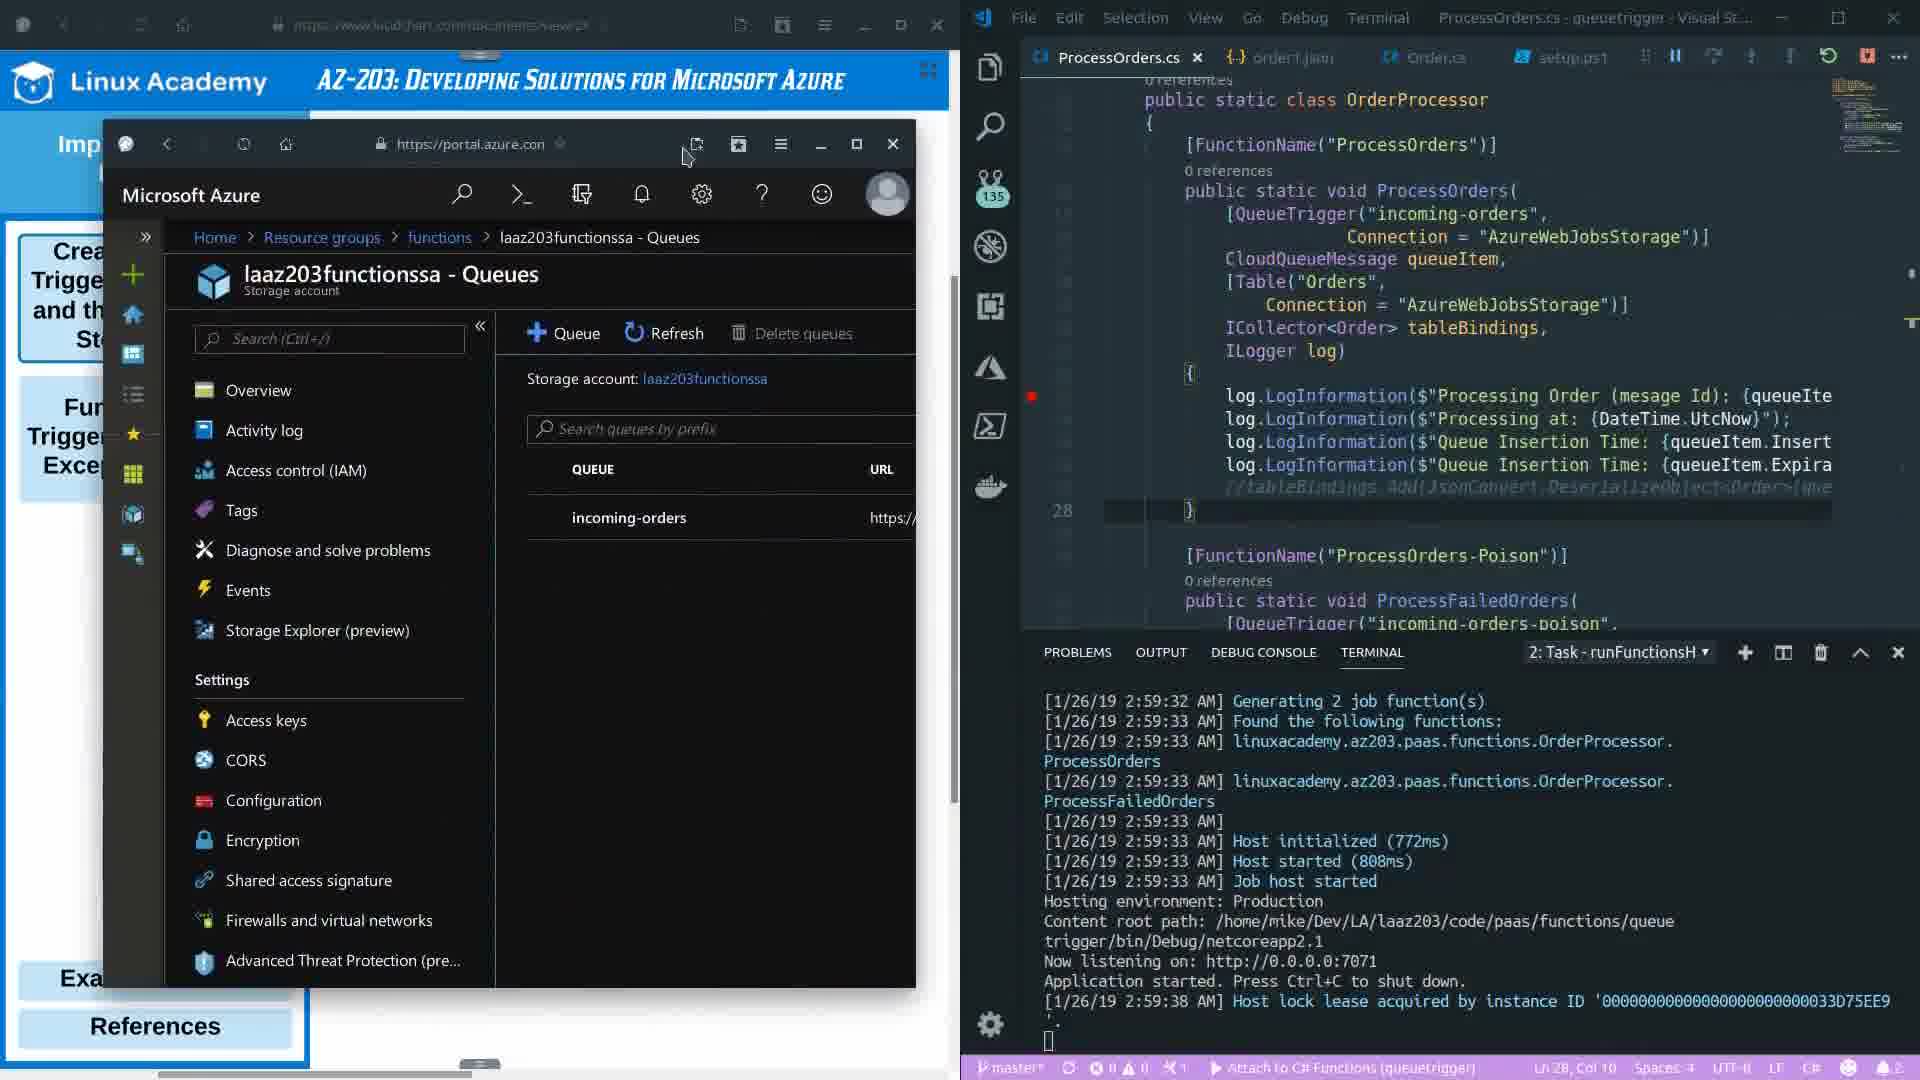 https://www.lucidchart.com/documents/view/2
Linux Academy
AZ-203: Developing Solutions for Microsoft Azure
Imp
Crea
Trigge
and th
Sto
Fun
Trigger
Excep
Exa
References
https://portal.azure.con
Microsoft Azure
Home > Resource groups > functions > laaz203functionssa - Queues
laaz203functionssa - Queues
Storage account
Search (Ctrl+/)
Overview
Activity log
Access control (IAM)
Tags
Diagnose and solve problems
Events
Storage Explorer (preview)
Settings
Access keys
CORS
Configuration
Encryption
Shared access signature
Firewalls and virtual networks
Advanced Threat Protection (pre...
Queue Refresh Delete queues
Storage account: laaz203functionssa
Search queues by prefix
QUEUE URL
incoming-orders https://
File Edit Selection View Go Debug Terminal ProcessOrders.cs - queuetrigger - Visual St...
ProcessOrders.cs order1.json Order.cs setup.ps1
135
0 references
public static class OrderProcessor
{
[FunctionName("ProcessOrders")]
0 references
public static void ProcessOrders(
[QueueTrigger("incoming-orders",
Connection = "AzureWebJobsStorage")]
CloudQueueMessage queueItem,
[Table("Orders",
Connection = "AzureWebJobsStorage")]
ICollector<Order> tableBindings,
ILogger log)
{
log.LogInformation($"Processing Order (mesage Id): {queueIte
log.LogInformation($"Processing at: {DateTime.UtcNow}");
log.LogInformation($"Queue Insertion Time: {queueItem.Insert
log.LogInformation($"Queue Insertion Time: {queueItem.Expira
//tableBindings.Add(JsonConvert.DeserializeObject<Order>(que
28 }
[FunctionName("ProcessOrders-Poison")]
0 references
public static void ProcessFailedOrders(
[QueueTrigger("incoming-orders-poison",
PROBLEMS OUTPUT DEBUG CONSOLE TERMINAL 2: Task - runFunctionsH
[1/26/19 2:59:32 AM] Generating 2 job function(s)
[1/26/19 2:59:33 AM] Found the following functions:
[1/26/19 2:59:33 AM] linuxacademy.az203.paas.functions.OrderProcessor.
ProcessOrders
[1/26/19 2:59:33 AM] linuxacademy.az203.paas.functions.OrderProcessor.
ProcessFailedOrders
[1/26/19 2:59:33 AM]
[1/26/19 2:59:33 AM] Host initialized (772ms)
[1/26/19 2:59:33 AM] Host started (808ms)
[1/26/19 2:59:33 AM] Job host started
Hosting environment: Production
Content root path: /home/mike/Dev/LA/laaz203/code/paas/functions/queue
trigger/bin/Debug/netcoreapp2.1
Now listening on: http://0.0.0.0:7071
Application started. Press Ctrl+C to shut down.
[1/26/19 2:59:38 AM] Host lock lease acquired by instance ID '00000000000000000000000033D75EE9
'.
master* 0 0 1 Attach to C# Functions (queuetrigger) Ln 28, Col 10 Spaces: 4 UTF-8 LF C# 2